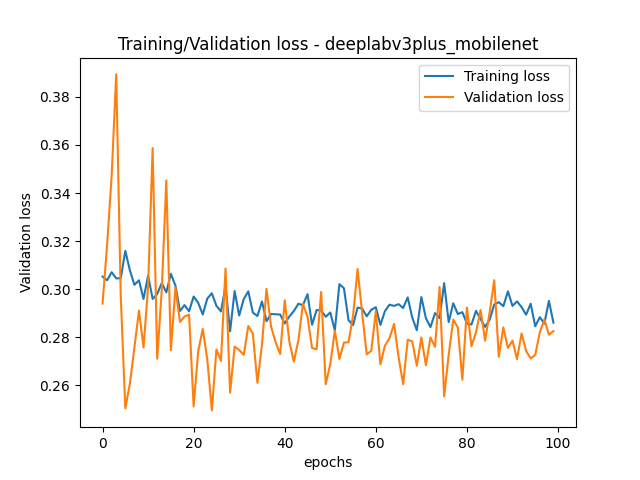 Training/Validation loss - deeplabv3plus_mobilenet
Training loss
Validation loss
0.38
0.36
0.34
0.32
0.30
0.28
0.26
Validation loss
0 20 40 60 80 100
epochs